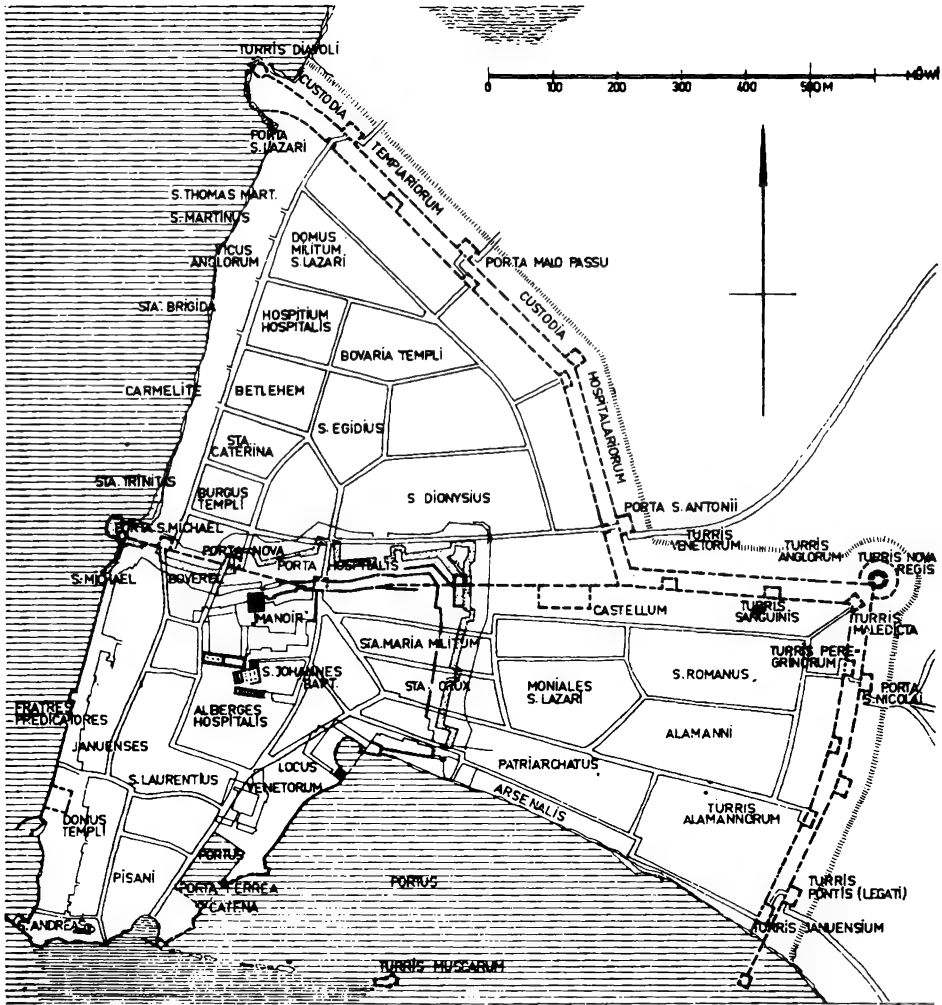 TURRIS DIAVOLI
0 100 200 300 400 500 M
CUSTODIA
TEMPLARIORUM
PORTA
S. LAZARI
S. THOMAS MART.
S. MARTINUS
VICUS
ANGLORUM
DOMUS
MILITUM
S. LAZARI
PORTA MALO PASSU
STA. BRIGIDA
HOSPITIUM
HOSPITALIS
CUSTODIA
HOSPITALARIORUM
BOVARIA TEMPLI
CARMELITE
BETLEHEM
S. EGIDIUS
STA.
CATERINA
STA. TRINITAS
BURGUS
TEMPLI
S DIONYSIUS
PORTA S. ANTONII
PORTA S. MICHAEL
PORTA NOVA
PORTA HOSPITALIS
TURRIS
VENETORUM
TURRIS
ANGLORUM
TURRIS NOVA
REGIS
S. MICHAEL
BOVEREL
MANOIR
CASTELLUM
TURRIS
SANGUINIS
TURRIS
MALEDICTA
STA. MARIA MILITUM
TURRIS PERE-
GRINORUM
S. JOHANNES
BAPT.
STA. CRUX
MONIALES
S. LAZARI
S. ROMANUS
PORTA
S. NICOLAI
FRATRES
PREDICATORES
ALBERGES
HOSPITALIS
JANUENSES
ALAMANNI
LOCUS
VENETORUM
PATRIARCHATUS
S. LAURENTIUS
ARSENALIS
DOMUS
TEMPLI
TURRIS
ALAMANNORUM
PORTUS
PISANI
PORTUS
PORTA FERREA
CATENA
TURRIS
PONTIS (LEGATI)
S. ANDREAS
TURRIS JANUENSIUM
TURRIS MUSCARUM